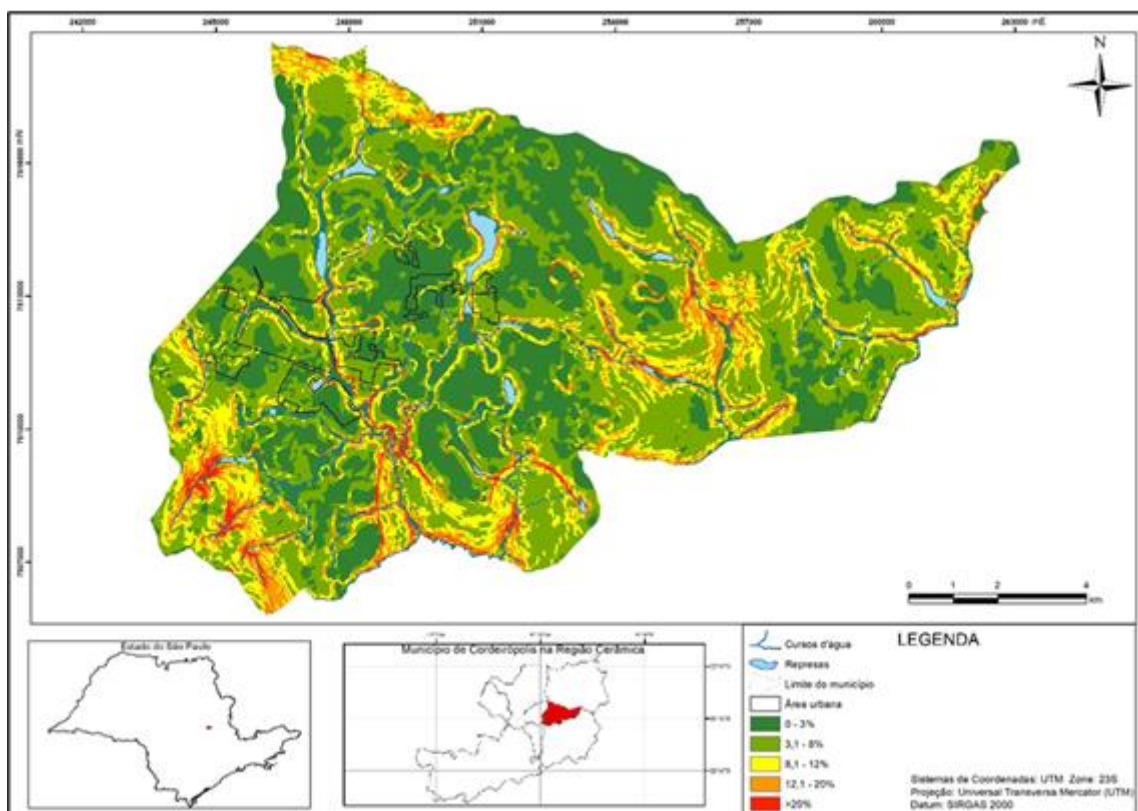 242000 245000 248000 251000 254000 257000 260000 263000 mE
N
0 1 2 4
km
Estado do São Paulo
Município de Cordeirópolis na Região Cerâmica
LEGENDA
Cursos d'água
Represas
Limite do município
Área urbana
0 - 3%
3,1 - 8%
8,1 - 12%
12,1 - 20%
>20%
Sistemas de Coordenadas: UTM Zone: 23S
Projeção: Universal Transversa Mercator (UTM)
Datum: SIRGAS 2000